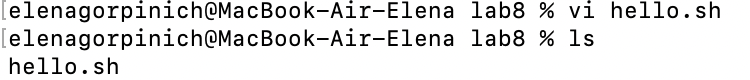 [elenagorpinich@MacBook-Air-Elena lab8 % vi hello.sh
[elenagorpinich@MacBook-Air-Elena lab8 % ls
hello.sh